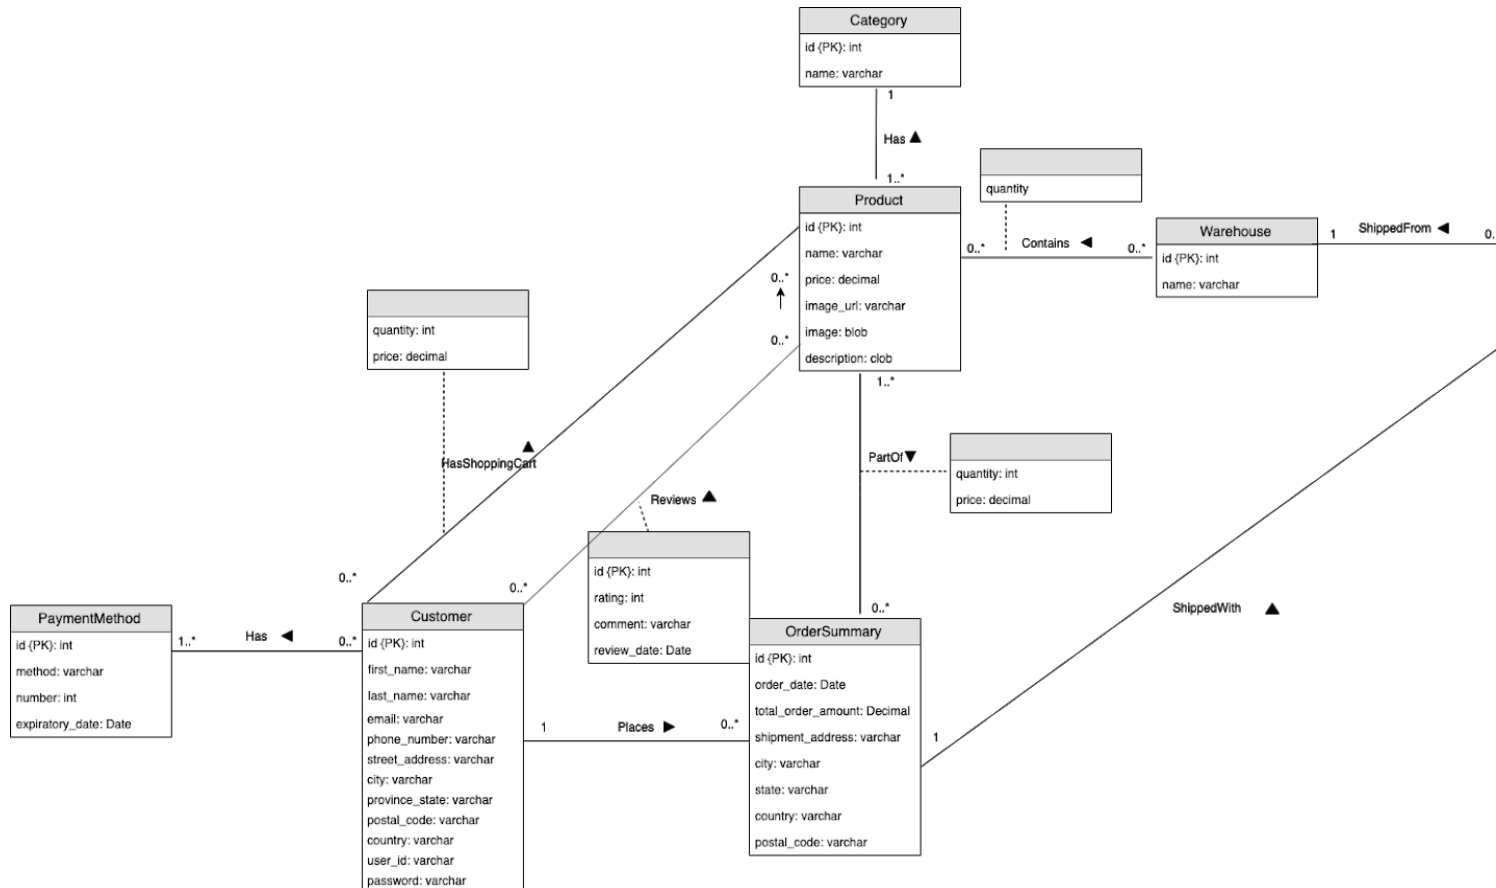 Category
id {PK}: int
name: varchar
1
Has ▲
1..*
quantity
Product
id {PK}: int
name: varchar
price: decimal
image_url: varchar
image: blob
description: clob
0..*
Contains ◀
0..*
Warehouse
id {PK}: int
name: varchar
1
ShippedFrom ◀
0..
0..*
↑
0..*
1..*
quantity: int
price: decimal
HasShoppingCart ▲
PartOf▼
quantity: int
price: decimal
Reviews ▲
id {PK}: int
rating: int
comment: varchar
review_date: Date
0..*
0..*
0..*
ShippedWith ▲
PaymentMethod
id {PK}: int
method: varchar
number: int
expiratory_date: Date
1..*
Has ◀
0..*
Customer
id {PK}: int
first_name: varchar
last_name: varchar
email: varchar
phone_number: varchar
street_address: varchar
city: varchar
province_state: varchar
postal_code: varchar
country: varchar
user_id: varchar
password: varchar
1
Places ▶
0..*
OrderSummary
id {PK}: int
order_date: Date
total_order_amount: Decimal
shipment_address: varchar
city: varchar
state: varchar
country: varchar
postal_code: varchar
1